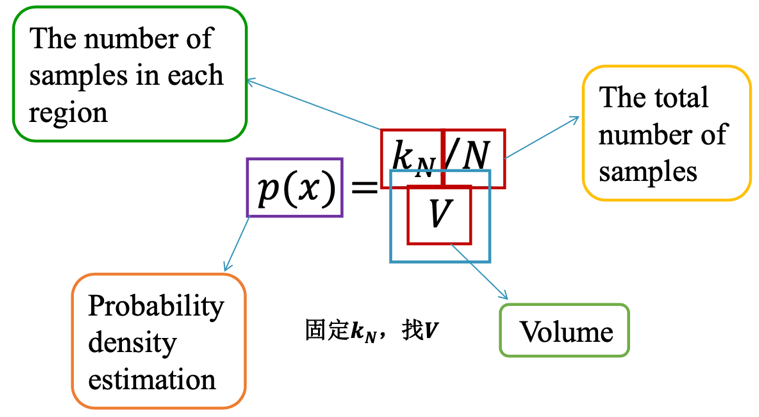 The number of
samples in each
region
The total
number of
samples
p(x) = k_N/N
V
Probability
density
estimation
固定k_N，找V
Volume